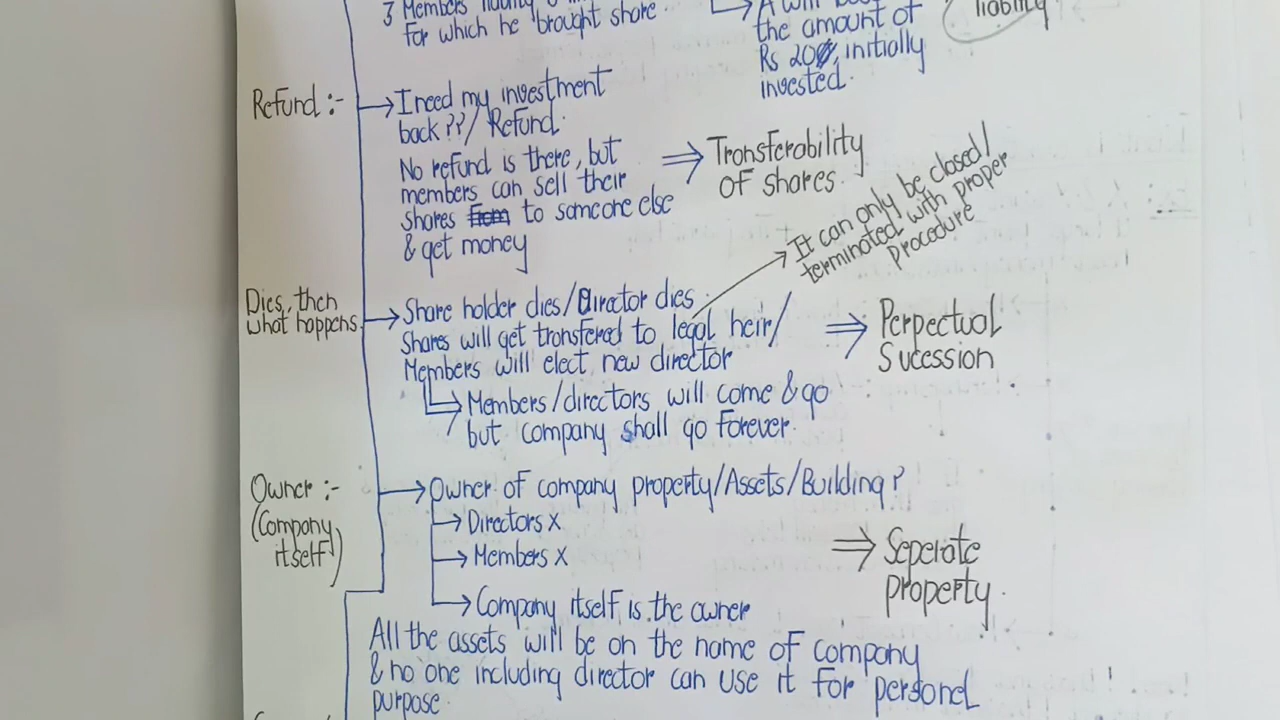 3 Members
for which he brought share.
the amount of
Rs 200, initially
invested.
liability
Refund :-
I need my investment
back ??/ Refund.
No refund is there, but
members can sell their
shares from to someone else
& get money
Transferability
of shares.
It can only be closed/
terminated with proper
Procedure
Dies, then
what happens
Share holder dies/Director dies
Shares will get transfered to legal heir/
Members will elect new director
Members/directors will come & go
but company shall go forever.
Perpectual
Sucession
Owner :-
(Company
itself)
Owner of company property/Assets/Building?
Directors X
Members X
Company itself is the owner
Seperate
property.
All the assets will be on the name of company
& no one including director can use it for personel
purpose.